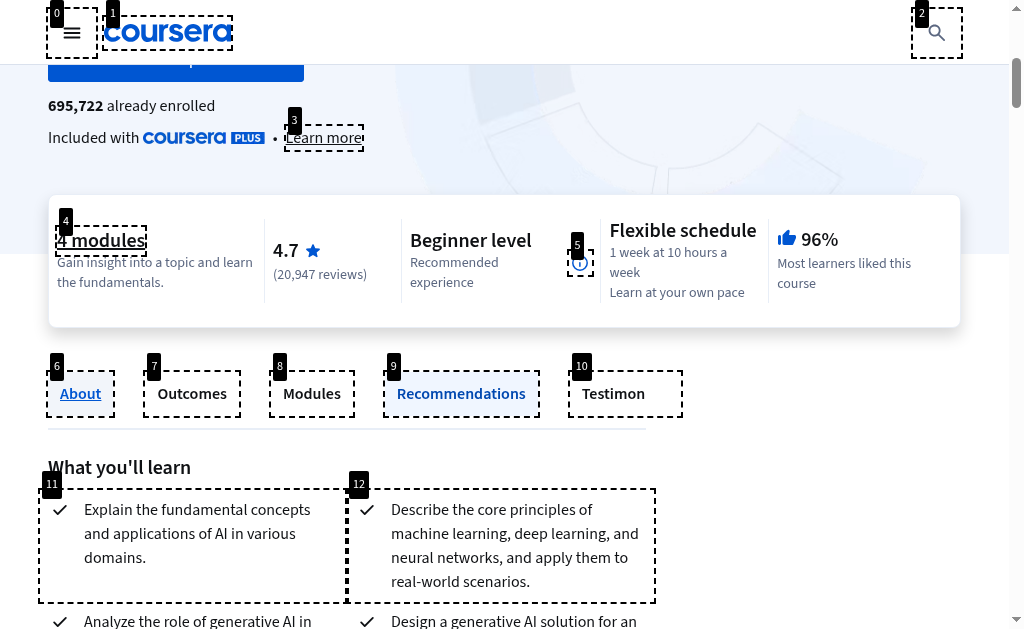 coursera
695,722 already enrolled
Included with coursera PLUS • Learn more
4 modules
Gain insight into a topic and learn
the fundamentals.
4.7
(20,947 reviews)
Beginner level
Recommended
experience
Flexible schedule
1 week at 10 hours a
week
Learn at your own pace
96%
Most learners liked this
course
About
Outcomes
Modules
Recommendations
Testimon
What you'll learn
Explain the fundamental concepts
and applications of AI in various
domains.
Describe the core principles of
machine learning, deep learning, and
neural networks, and apply them to
real-world scenarios.
Analyze the role of generative AI in
Design a generative AI solution for an
0
1
2
3
4
5
6
7
8
9
10
11
12